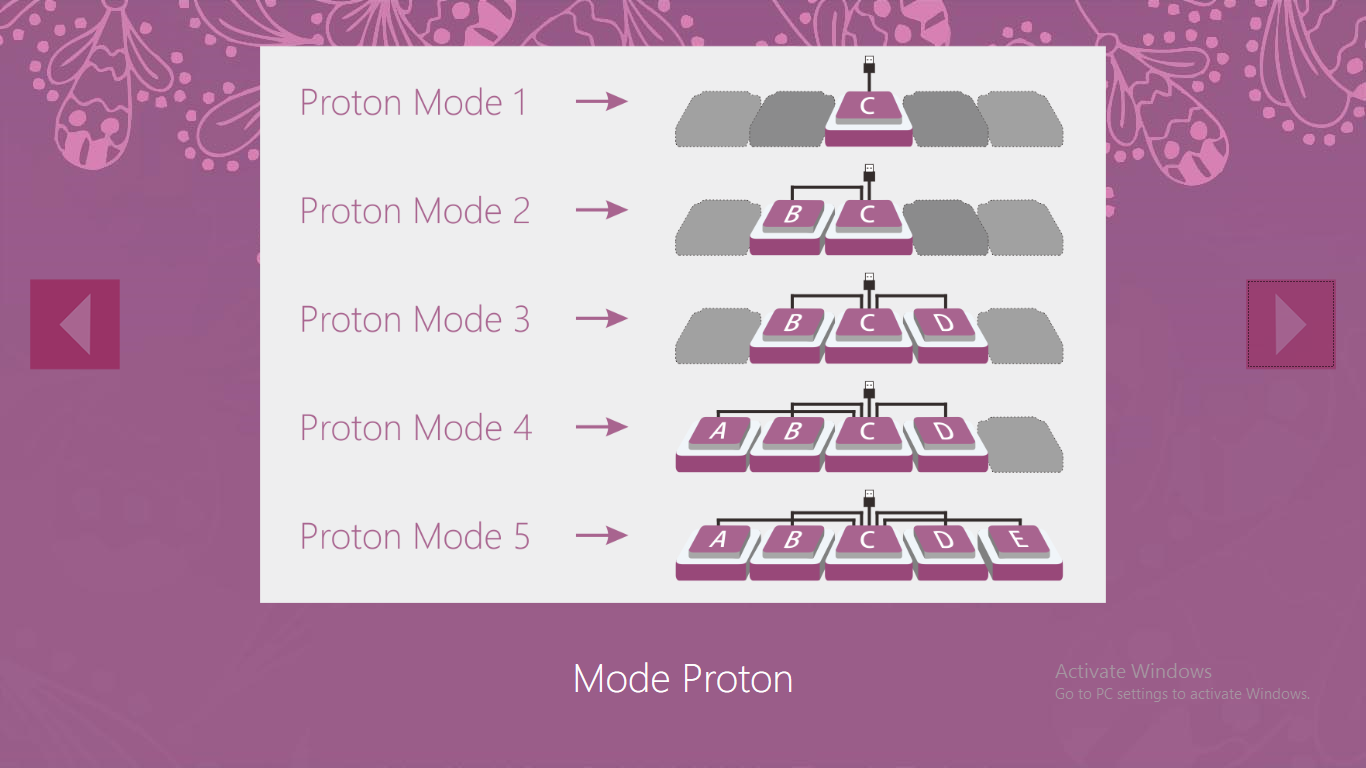 Proton Mode 1
C
Proton Mode 2
B C
Proton Mode 3
B C D
Proton Mode 4
A B C D
Proton Mode 5
A B C D E
Mode Proton
Activate Windows
Go to PC settings to activate Windows.